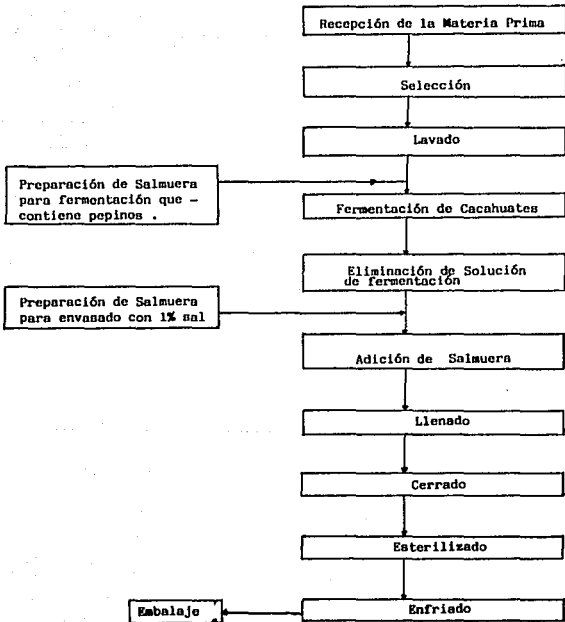 Recepción de la Materia Prima
Selección
Lavado
Preparación de Salmuera
para fermentación que -
contiene pepinos .
Fermentación de Cacahuates
Eliminación de Solución
de fermentación
Preparación de Salmuera
para envasado con 1% sal
Adición de Salmuera
Llenado
Cerrado
Esterilizado
Enfriado
Embalaje